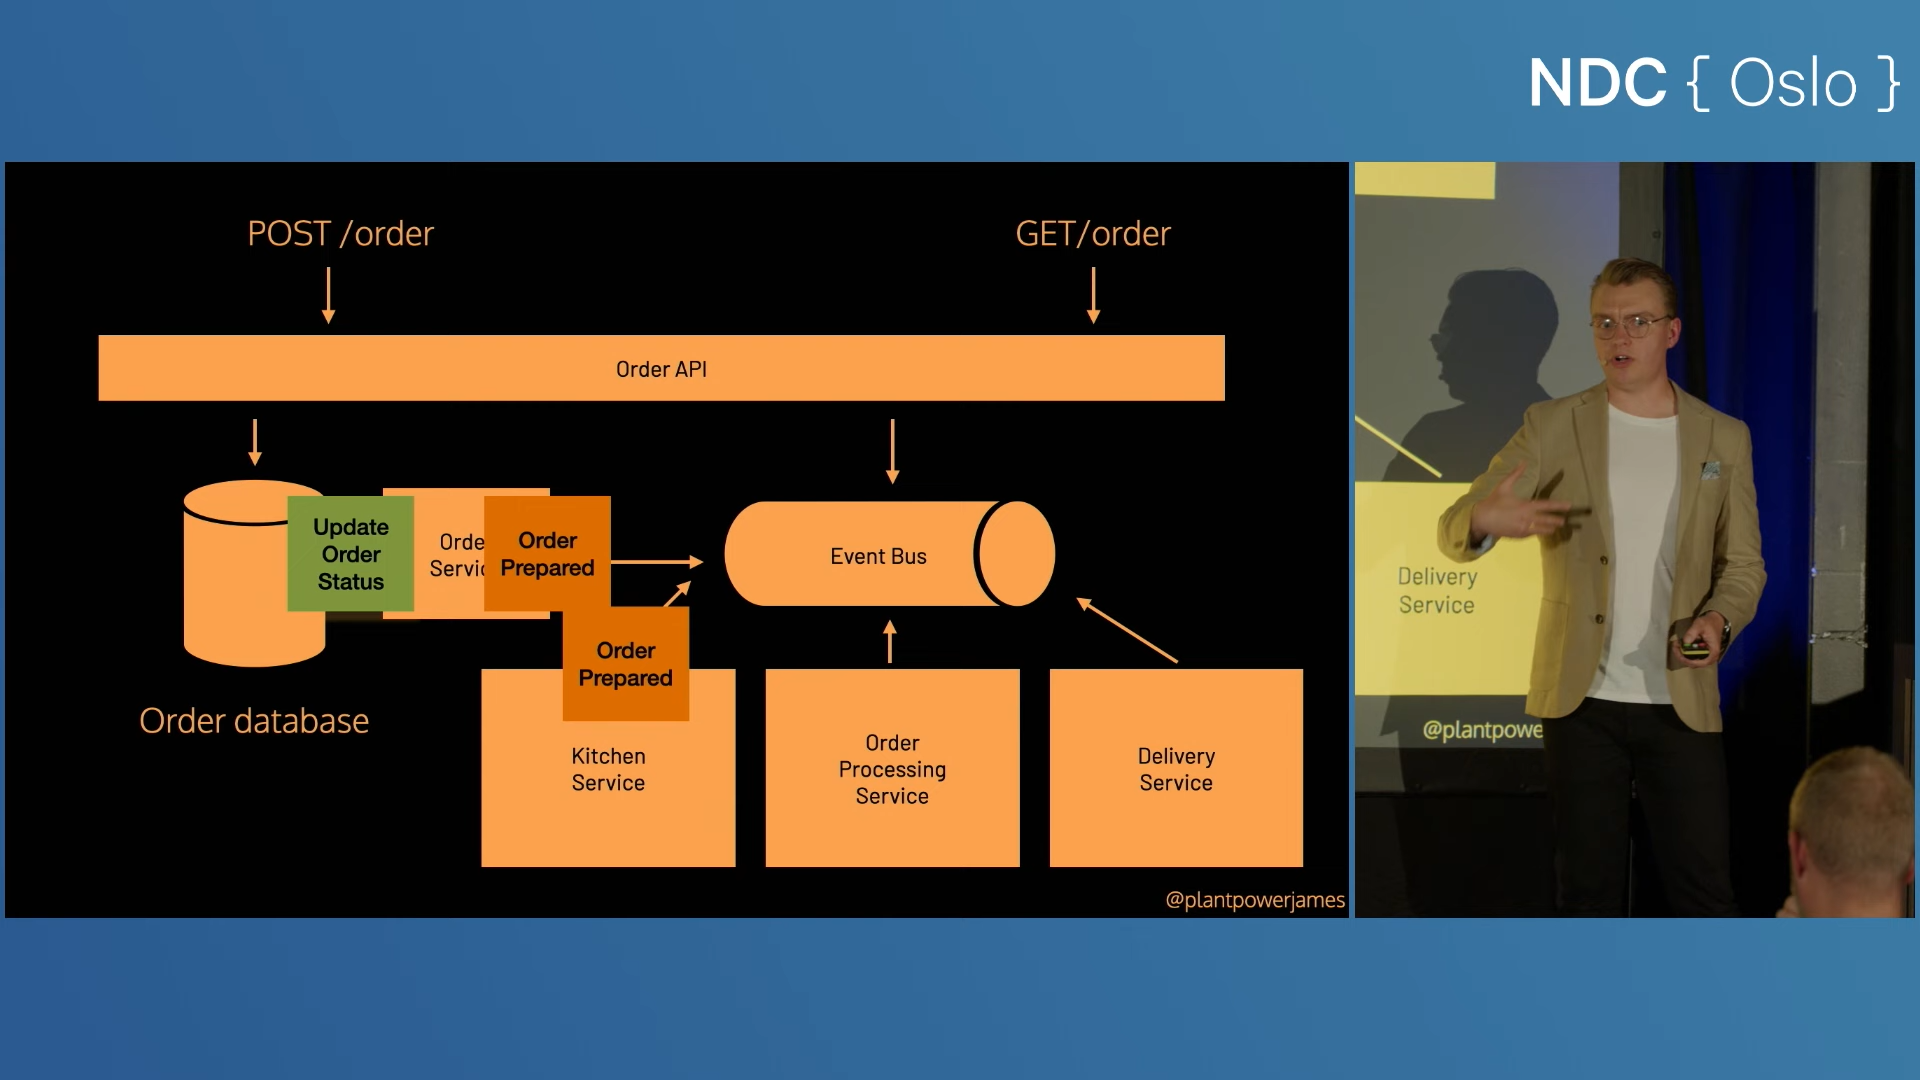 NDC { Oslo }
POST /order
GET/order
Order API
Update
Order
Status
Orde
Servic
Order
Prepared
Event Bus
Order
Prepared
Order database
Kitchen
Service
Order
Processing
Service
Delivery
Service
@plantpowerjames
Delivery
Service
@plantpowe